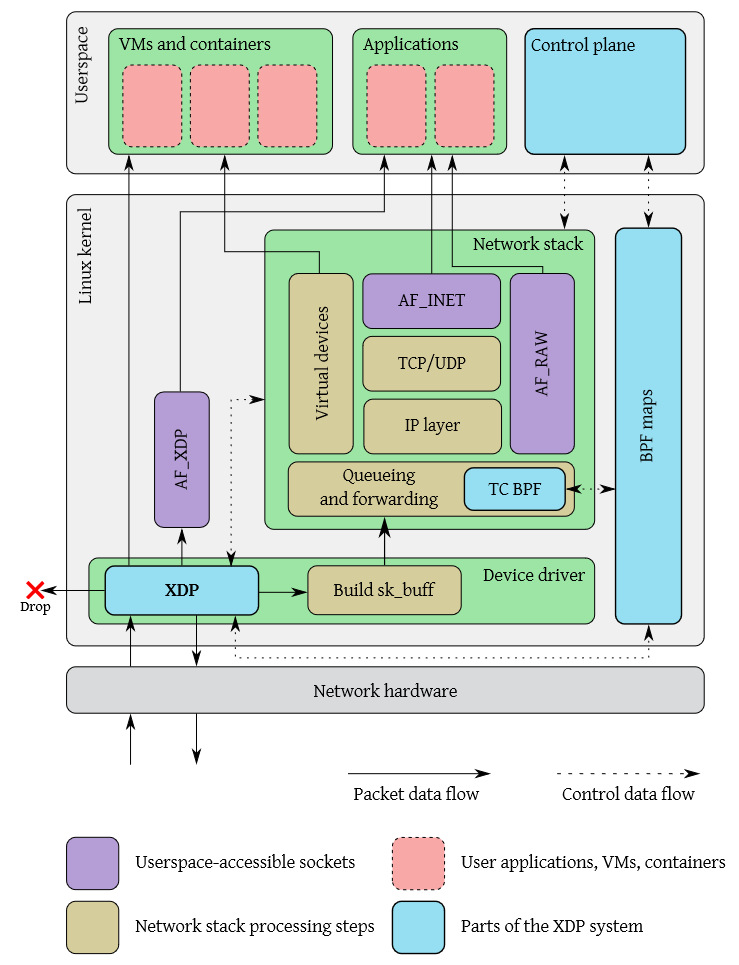 Userspace
VMs and containers
Applications
Control plane
Linux kernel
Network stack
Virtual devices
AF_INET
TCP/UDP
IP layer
AF_RAW
BPF maps
AF_XDP
Queueing
and forwarding
TC BPF
Device driver
XDP
Build sk_buff
Drop
Network hardware
Packet data flow
Control data flow
Userspace-accessible sockets
User applications, VMs, containers
Network stack processing steps
Parts of the XDP system